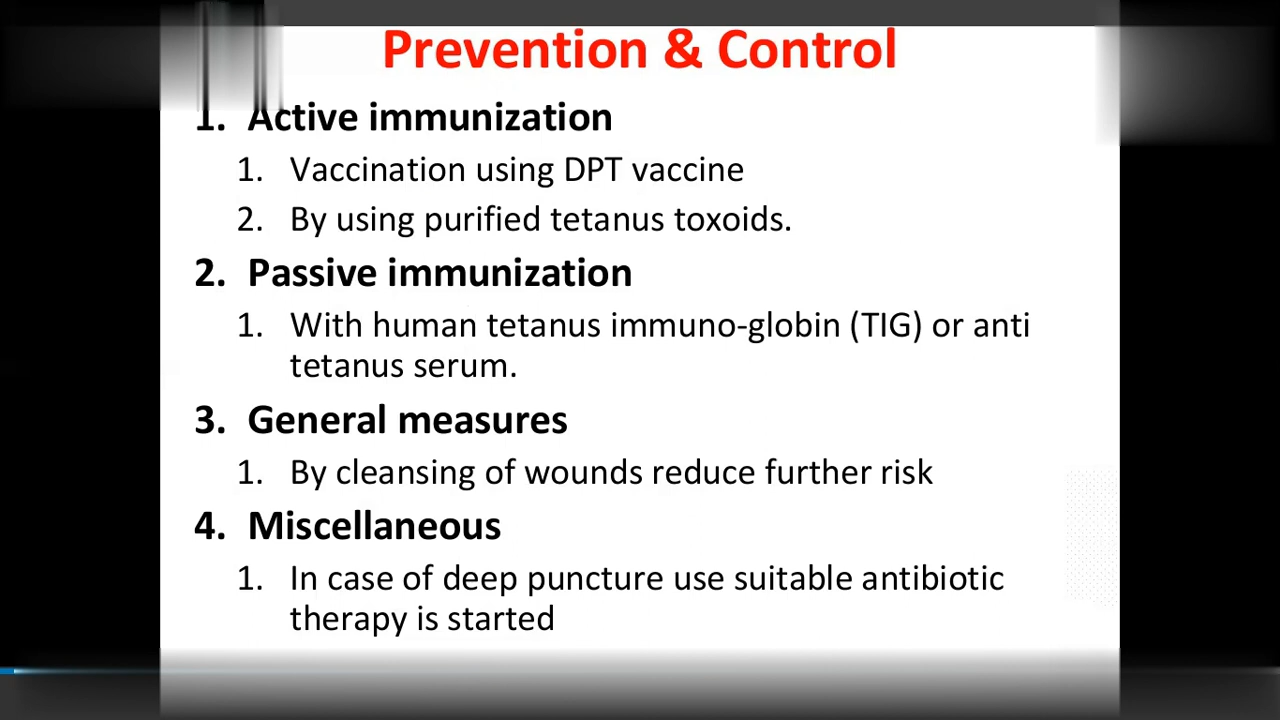 Prevention & Control
1. Active immunization
1. Vaccination using DPT vaccine
2. By using purified tetanus toxoids.
2. Passive immunization
1. With human tetanus immuno-globin (TIG) or anti
tetanus serum.
3. General measures
1. By cleansing of wounds reduce further risk
4. Miscellaneous
1. In case of deep puncture use suitable antibiotic
therapy is started